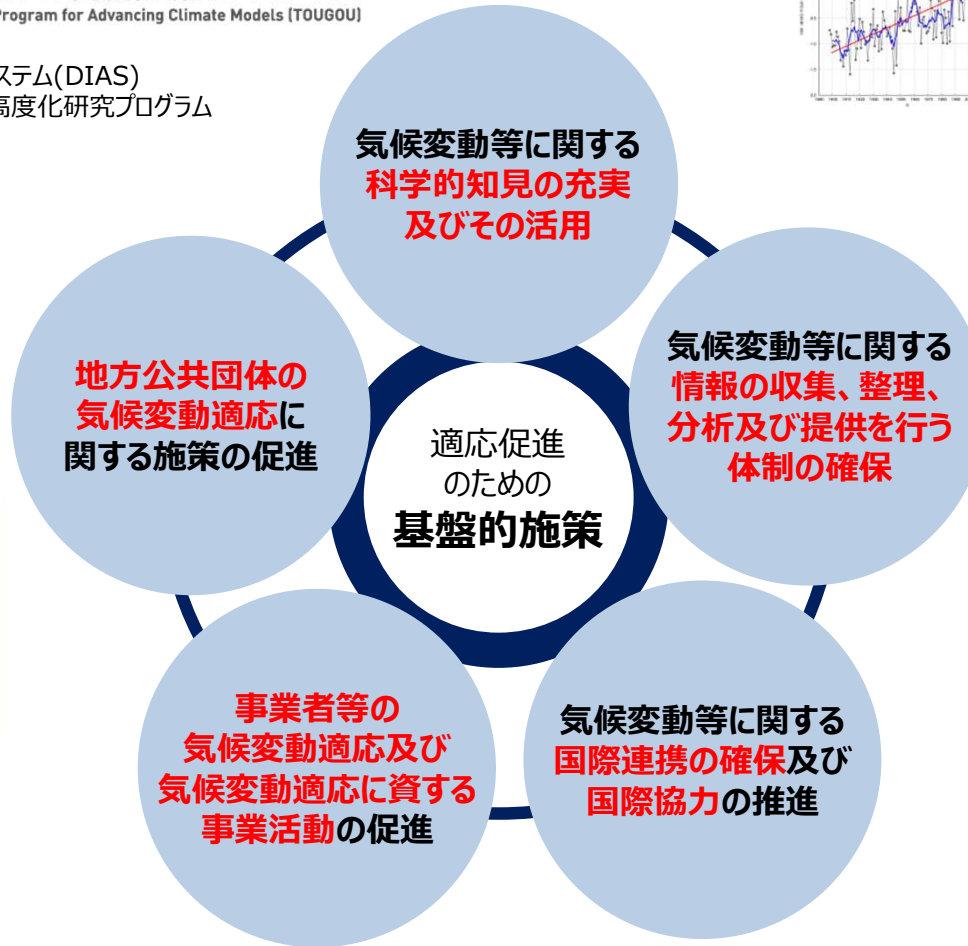 Program for Advancing Climate Models (TOUGOU)
ステム(DIAS)
高度化研究プログラム
気候変動等に関する
科学的知見の充実
及びその活用
気候変動等に関する
情報の収集、整理、
分析及び提供を行う
体制の確保
地方公共団体の
気候変動適応に
関する施策の促進
適応促進
のための
基盤的施策
事業者等の
気候変動適応及び
気候変動適応に資する
事業活動の促進
気候変動等に関する
国際連携の確保及び
国際協力の推進